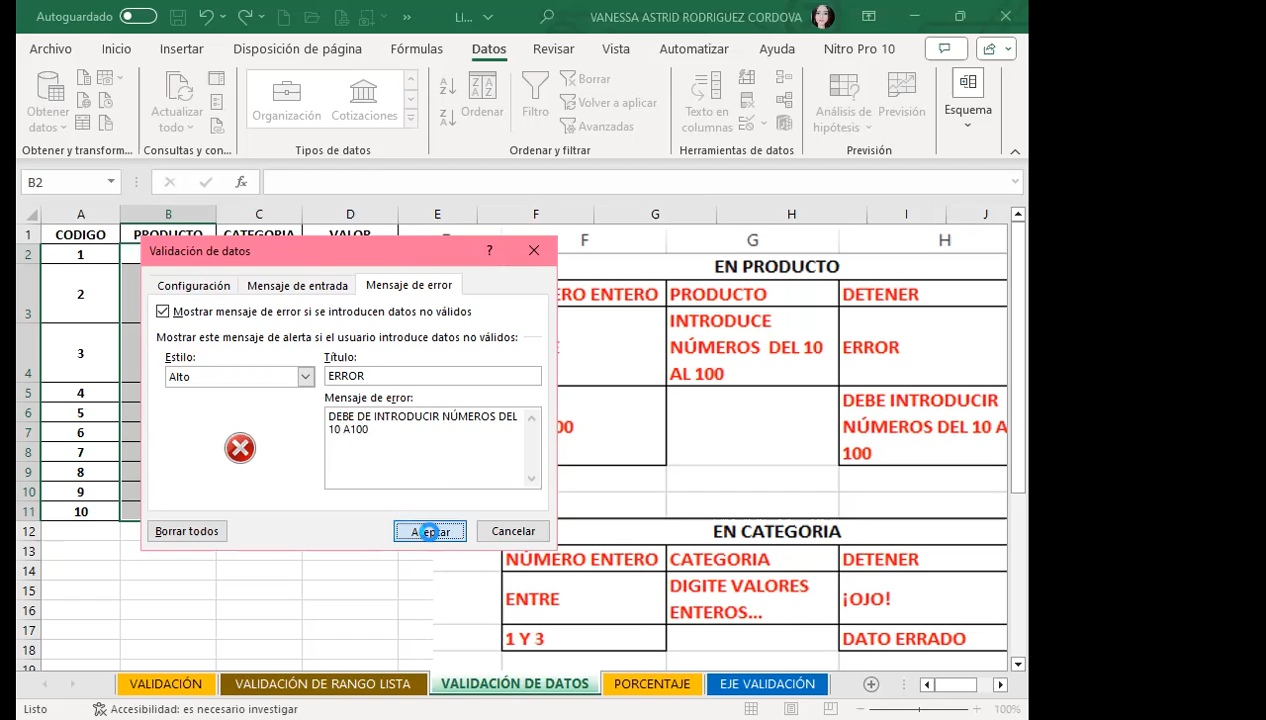 Autoguardado
LI...
VANESSA ASTRID RODRIGUEZ CORDOVA
Archivo Inicio Insertar Disposición de página Fórmulas Datos Revisar Vista Automatizar Ayuda Nitro Pro 10
Obtener datos
Actualizar todo
Organización
Cotizaciones
Ordenar
Filtro
Borrar
Volver a aplicar
Avanzadas
Texto en columnas
Análisis de hipótesis
Previsión
Esquema
Obtener y transform... Consultas y con... Tipos de datos Ordenar y filtrar Herramientas de datos Previsión
B2
fx
A B C D E F G H I J
1 CODIGO PRODUCTO CATEGORIA VALOR
F G H
2 1
3 2
4 3
5 4
6 5
7 6
8 7
9 8
10 9
11 10
12
13
14
15
16
17
18
19
Validación de datos
?
Configuración Mensaje de entrada Mensaje de error
Mostrar mensaje de error si se introducen datos no válidos
Mostrar este mensaje de alerta si el usuario introduce datos no válidos:
Estilo: Título:
Alto ERROR
Mensaje de error:
DEBE DE INTRODUCIR NÚMEROS DEL
10 A100
Borrar todos Aceptar Cancelar
EN PRODUCTO
RO ENTERO PRODUCTO DETENER
INTRODUCE
NÚMEROS DEL 10
AL 100
E
ERROR
00
DEBE INTRODUCIR
NÚMEROS DEL 10 A
100
EN CATEGORIA
NÚMERO ENTERO CATEGORIA DETENER
ENTRE
DIGITE VALORES
ENTEROS...
¡OJO!
1 Y 3 DATO ERRADO
VALIDACIÓN VALIDACIÓN DE RANGO LISTA VALIDACIÓN DE DATOS PORCENTAJE EJE VALIDACIÓN
Listo Accesibilidad: es necesario investigar 100%